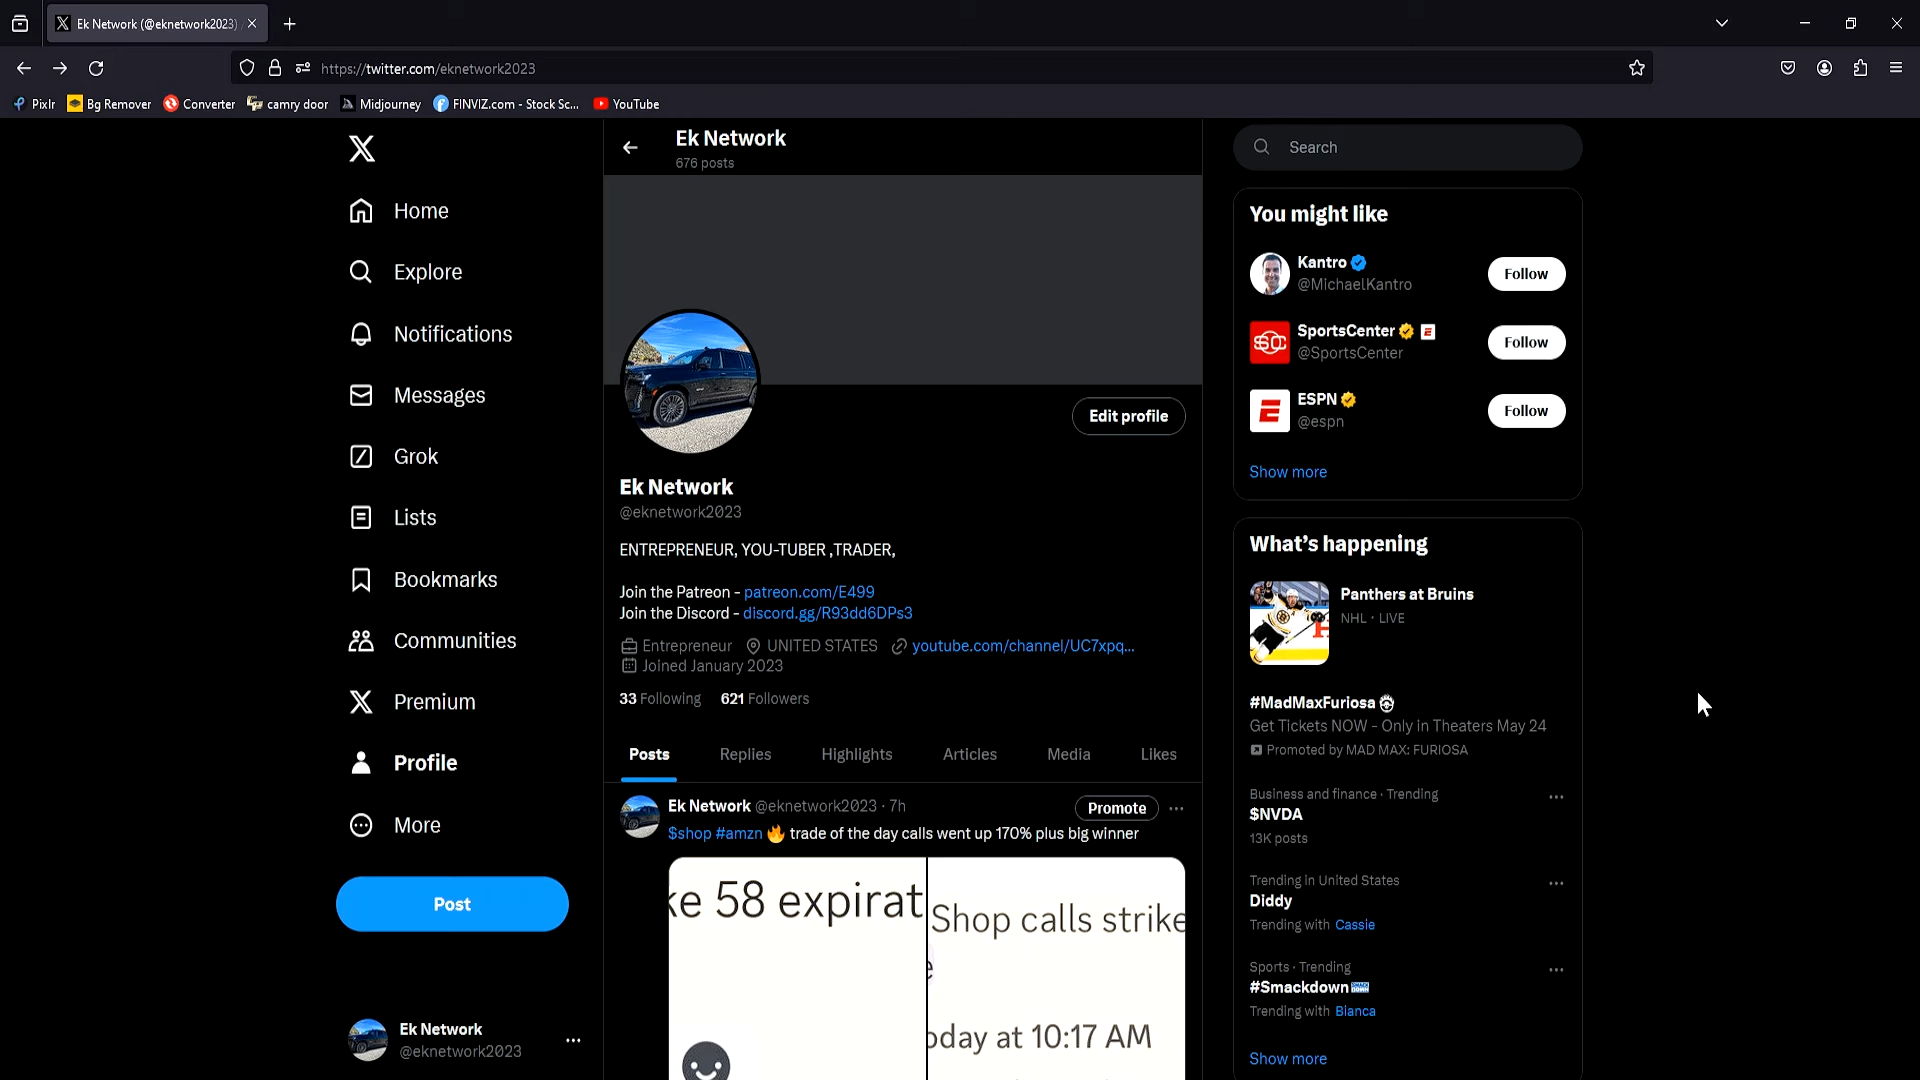 Ek Network (@eknetwork2023)
https://twitter.com/eknetwork2023
Pixlr
Bg Remover
Converter
camry door
Midjourney
FINVIZ.com - Stock Sc...
YouTube
Home
Explore
Notifications
Messages
Grok
Lists
Bookmarks
Communities
Premium
Profile
More
Post
Ek Network
@eknetwork2023
Ek Network
676 posts
Edit profile
Ek Network
@eknetwork2023
ENTREPRENEUR, YOU-TUBER ,TRADER,
Join the Patreon - patreon.com/E499
Join the Discord - discord.gg/R93dd6DPs3
Entrepreneur UNITED STATES youtube.com/channel/UC7xpq...
Joined January 2023
33 Following 621 Followers
Posts Replies Highlights Articles Media Likes
Ek Network @eknetwork2023 · 7h
Promote
$shop #amzn 🔥 trade of the day calls went up 170% plus big winner
ke 58 expirat
Shop calls strike
e
oday at 10:17 AM
Search
You might like
Kantro
@MichaelKantro
Follow
SportsCenter
@SportsCenter
Follow
ESPN
@espn
Follow
Show more
What's happening
Panthers at Bruins
NHL · LIVE
#MadMaxFuriosa
Get Tickets NOW - Only in Theaters May 24
Promoted by MAD MAX: FURIOSA
Business and finance · Trending
$NVDA
13K posts
Trending in United States
Diddy
Trending with Cassie
Sports · Trending
#Smackdown
Trending with Bianca
Show more